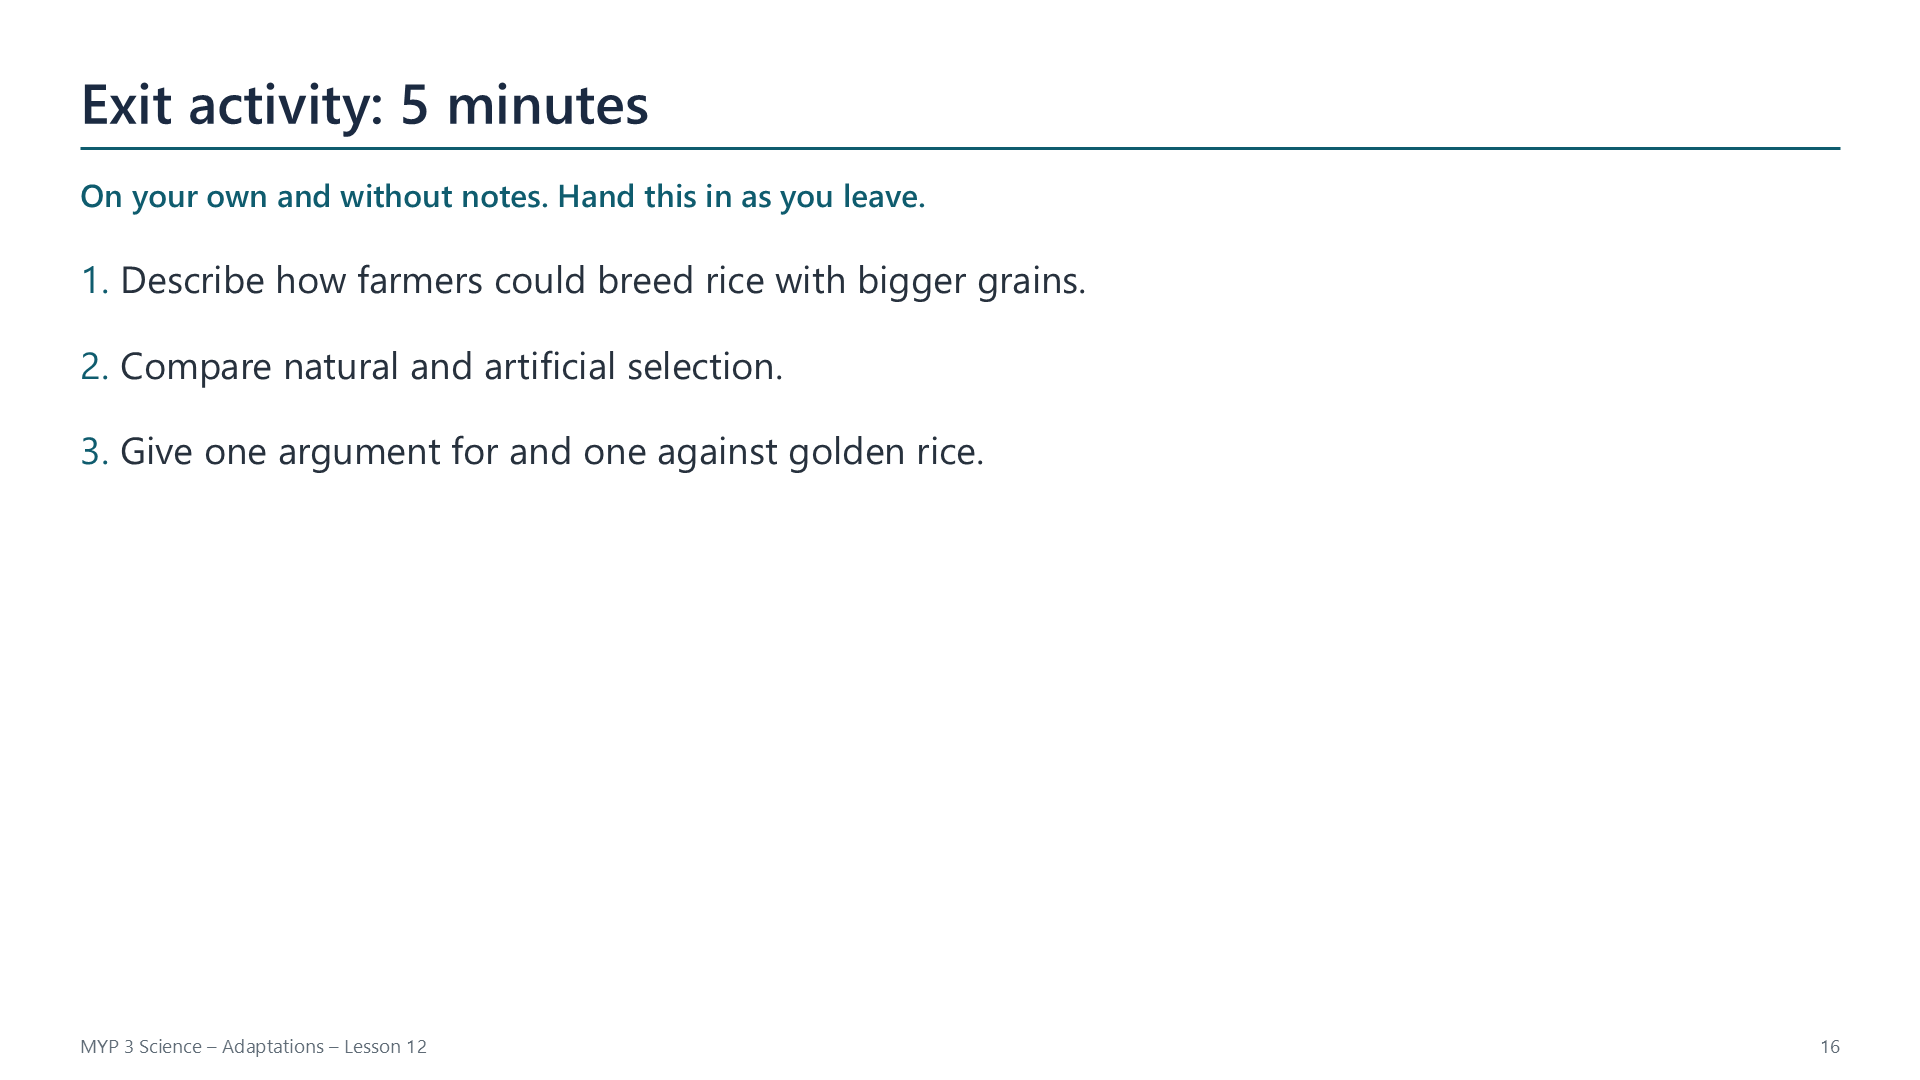 Exit activity: 5 minutes
On your own and without notes. Hand this in as you leave.
1. Describe how farmers could breed rice with bigger grains.
2. Compare natural and artificial selection.
3. Give one argument for and one against golden rice.
MYP 3 Science – Adaptations – Lesson 12
16